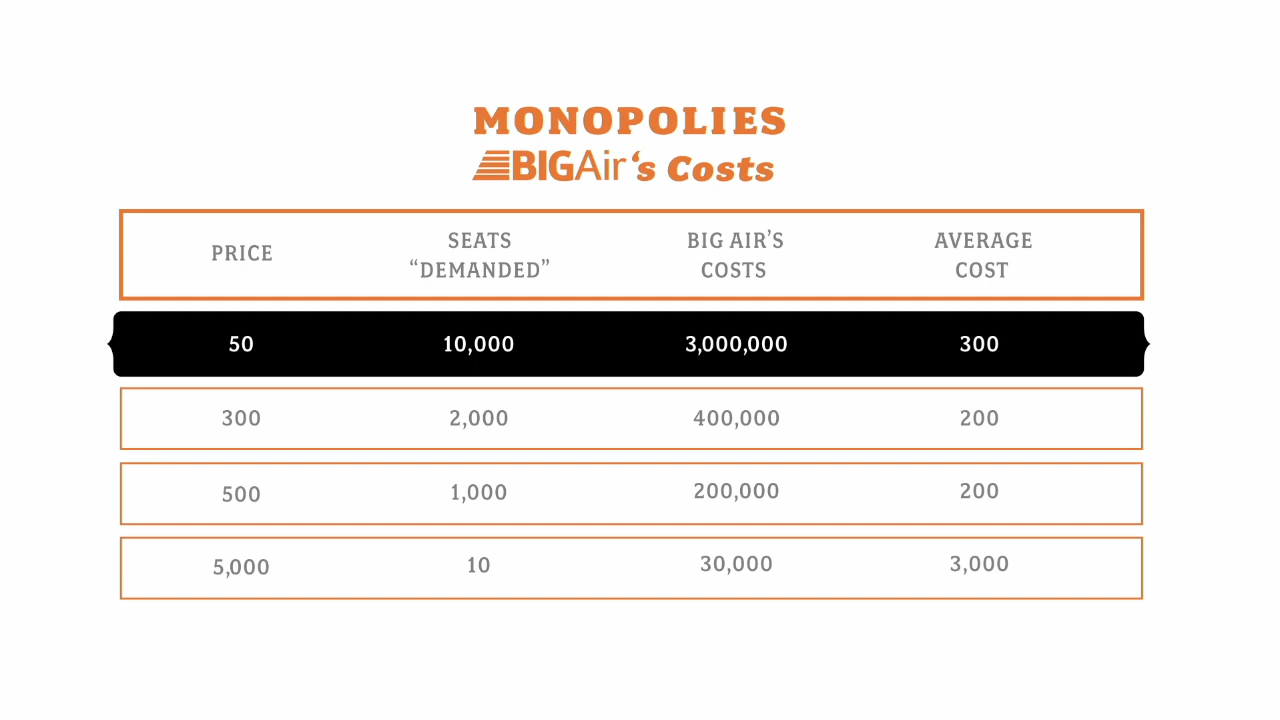 MONOPOLIES
BIGAir‘s Costs
PRICE
SEATS
“DEMANDED”
BIG AIR’S
COSTS
AVERAGE
COST
50 10,000 3,000,000 300
300 2,000 400,000 200
500 1,000 200,000 200
5,000 10 30,000 3,000